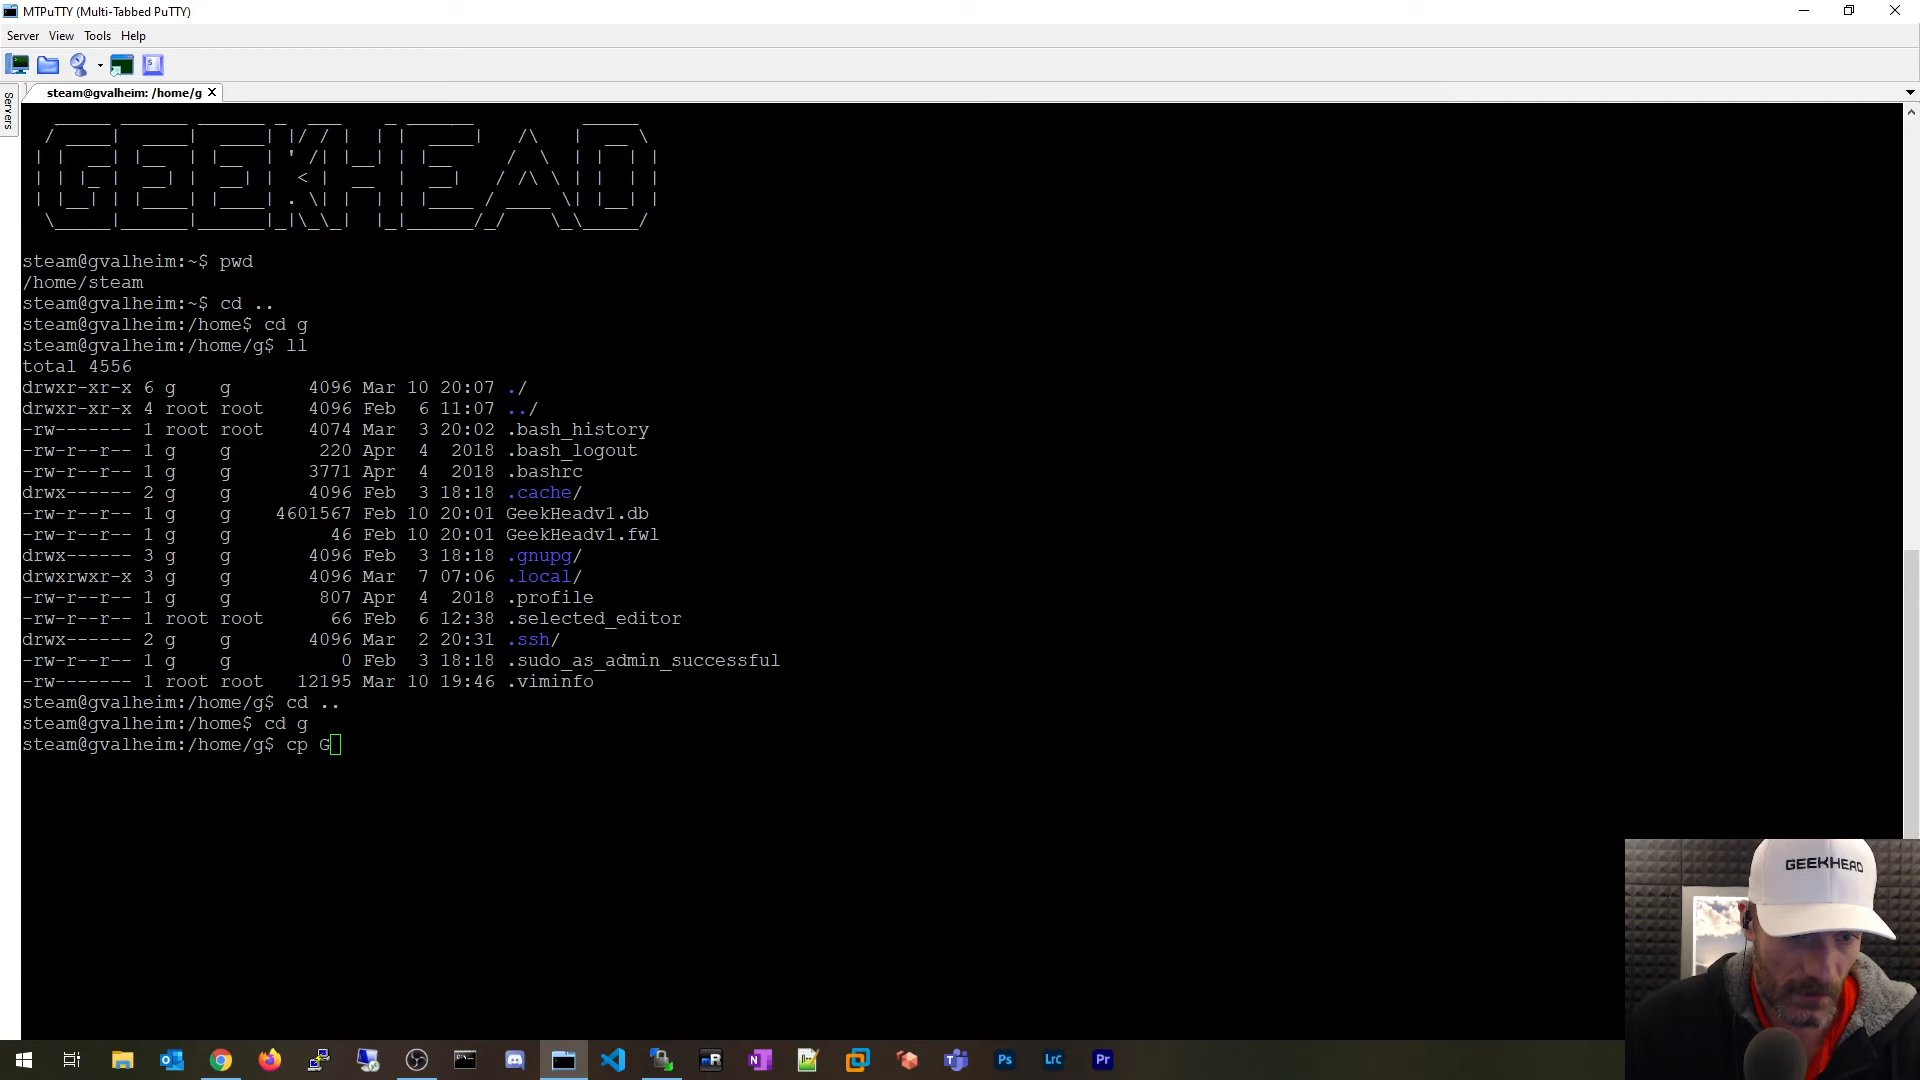 MTPuTTY (Multi-Tabbed PuTTY)
Server View Tools Help
steam@gvalheim: /home/g
Servers
GEEKHEAD
steam@gvalheim:~$ pwd
/home/steam
steam@gvalheim:~$ cd ..
steam@gvalheim:/home$ cd g
steam@gvalheim:/home/g$ ll
total 4556
drwxr-xr-x 6 g    g       4096 Mar 10 20:07 ./
drwxr-xr-x 4 root root    4096 Feb  6 11:07 ../
-rw------- 1 root root    4074 Mar  3 20:02 .bash_history
-rw-r--r-- 1 g    g        220 Apr  4  2018 .bash_logout
-rw-r--r-- 1 g    g       3771 Apr  4  2018 .bashrc
drwx------ 2 g    g       4096 Feb  3 18:18 .cache/
-rw-r--r-- 1 g    g    4601567 Feb 10 20:01 GeekHeadv1.db
-rw-r--r-- 1 g    g         46 Feb 10 20:01 GeekHeadv1.fwl
drwx------ 3 g    g       4096 Feb  3 18:18 .gnupg/
drwxrwxr-x 3 g    g       4096 Mar  7 07:06 .local/
-rw-r--r-- 1 g    g        807 Apr  4  2018 .profile
-rw-r--r-- 1 root root      66 Feb  6 12:38 .selected_editor
drwx------ 2 g    g       4096 Mar  2 20:31 .ssh/
-rw-r--r-- 1 g    g          0 Feb  3 18:18 .sudo_as_admin_successful
-rw------- 1 root root   12195 Mar 10 19:46 .viminfo
steam@gvalheim:/home/g$ cd ..
steam@gvalheim:/home$ cd g
steam@gvalheim:/home/g$ cp G
GEEKHEAD
Ps LrC Pr